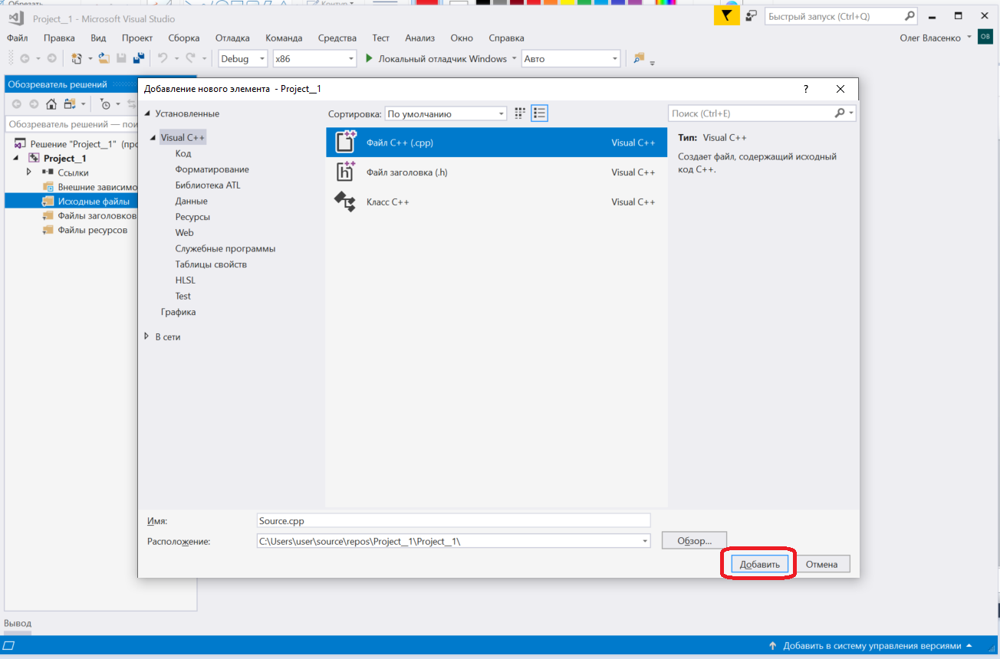 Project__1 - Microsoft Visual Studio
Быстрый запуск (Ctrl+Q)
Файл Правка Вид Проект Сборка Отладка Команда Средства Тест Анализ Окно Справка
Олег Власенко ОВ
Debug x86 Локальный отладчик Windows Авто
Обозреватель решений
Обозреватель решений — пои
Решение "Project__1" (про
Project__1
Ссылки
Внешние зависимо
Исходные файлы
Файлы заголовков
Файлы ресурсов
Добавление нового элемента - Project__1
?
Установленные
Visual C++
Код
Форматирование
Библиотека ATL
Данные
Ресурсы
Web
Служебные программы
Таблицы свойств
HLSL
Test
Графика
В сети
Сортировка: По умолчанию
Файл C++ (.cpp) Visual C++
Файл заголовка (.h) Visual C++
Класс C++ Visual C++
Поиск (Ctrl+E)
Тип: Visual C++
Создает файл, содержащий исходный
код C++.
Имя: Source.cpp
Расположение: C:\Users\user\source\repos\Project__1\Project__1\
Обзор...
Добавить Отмена
Вывод
Добавить в систему управления версиями